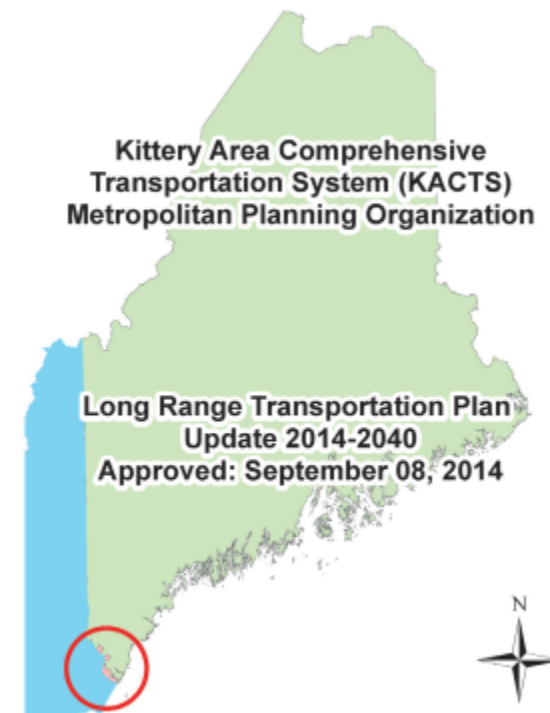 Kittery Area Comprehensive
Transportation System (KACTS)
Metropolitan Planning Organization
Long Range Transportation Plan
Update 2014-2040
Approved: September 08, 2014
N